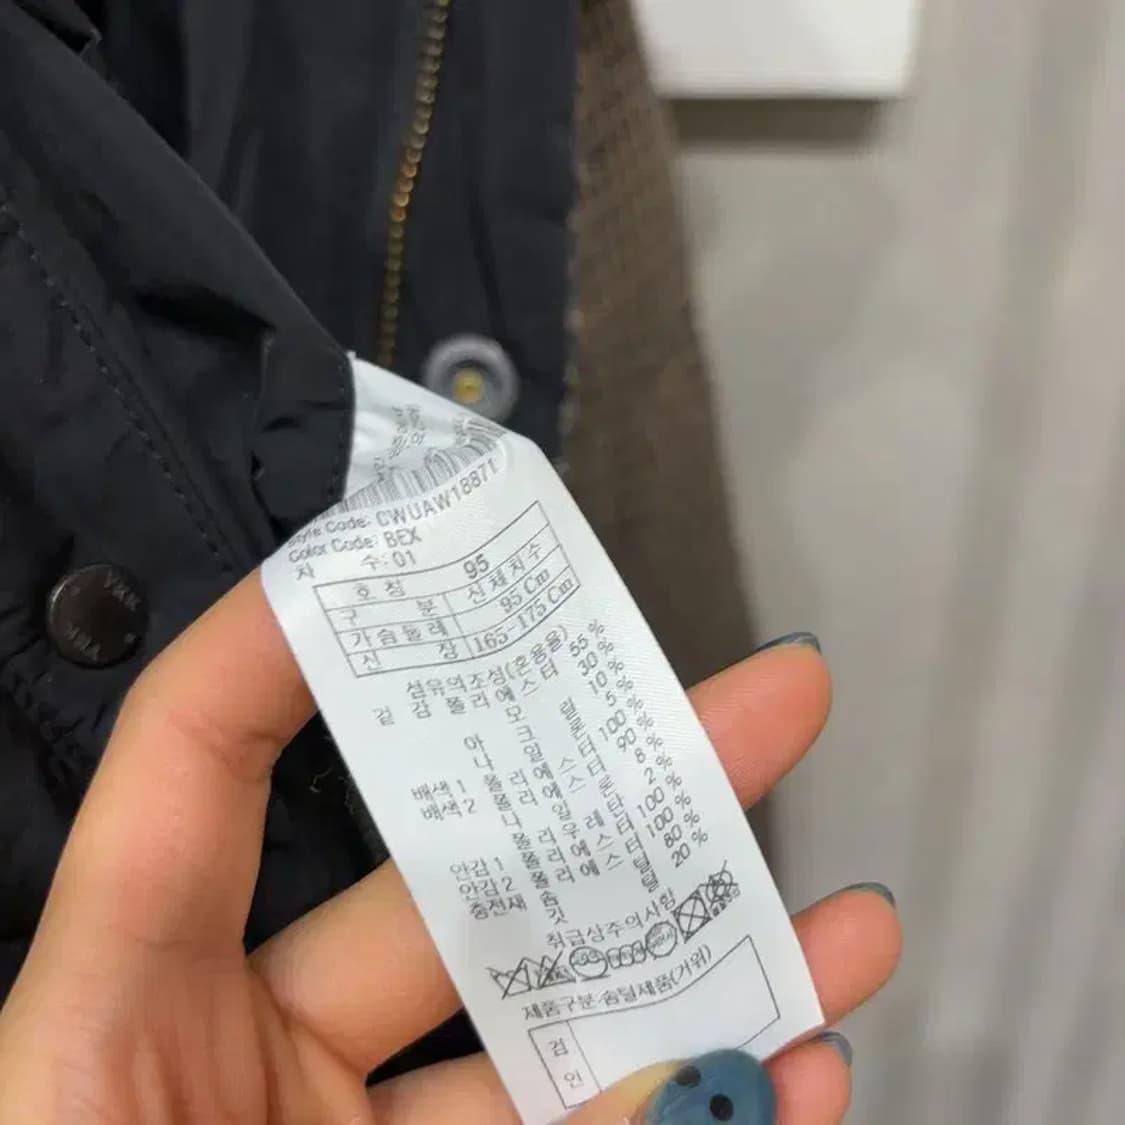 Style Code: CWUAW18871
Color Code: BEX
차 수: 01
호 칭 95
구 분 신체치수
가슴둘레 95 Cm
신 장 165-175 Cm
섬유의조성(혼용율)
겉 감 폴 리 에 스 터 55 %
모 30 %
아 크 릴 10 %
나 일 론 5 %
배색 1 폴 리 에 스 터 100 %
배색 2 폴 리 에 스 터 90 %
나 일 론 8 %
폴 리 우 레 탄 2 %
안감 1 폴 리 에 스 터 100 %
안감 2 폴 리 에 스 터 100 %
충전재 솜 털 80 %
깃 털 20 %
취급상주의사항
제품구분:솜털제품(거위)
검
인